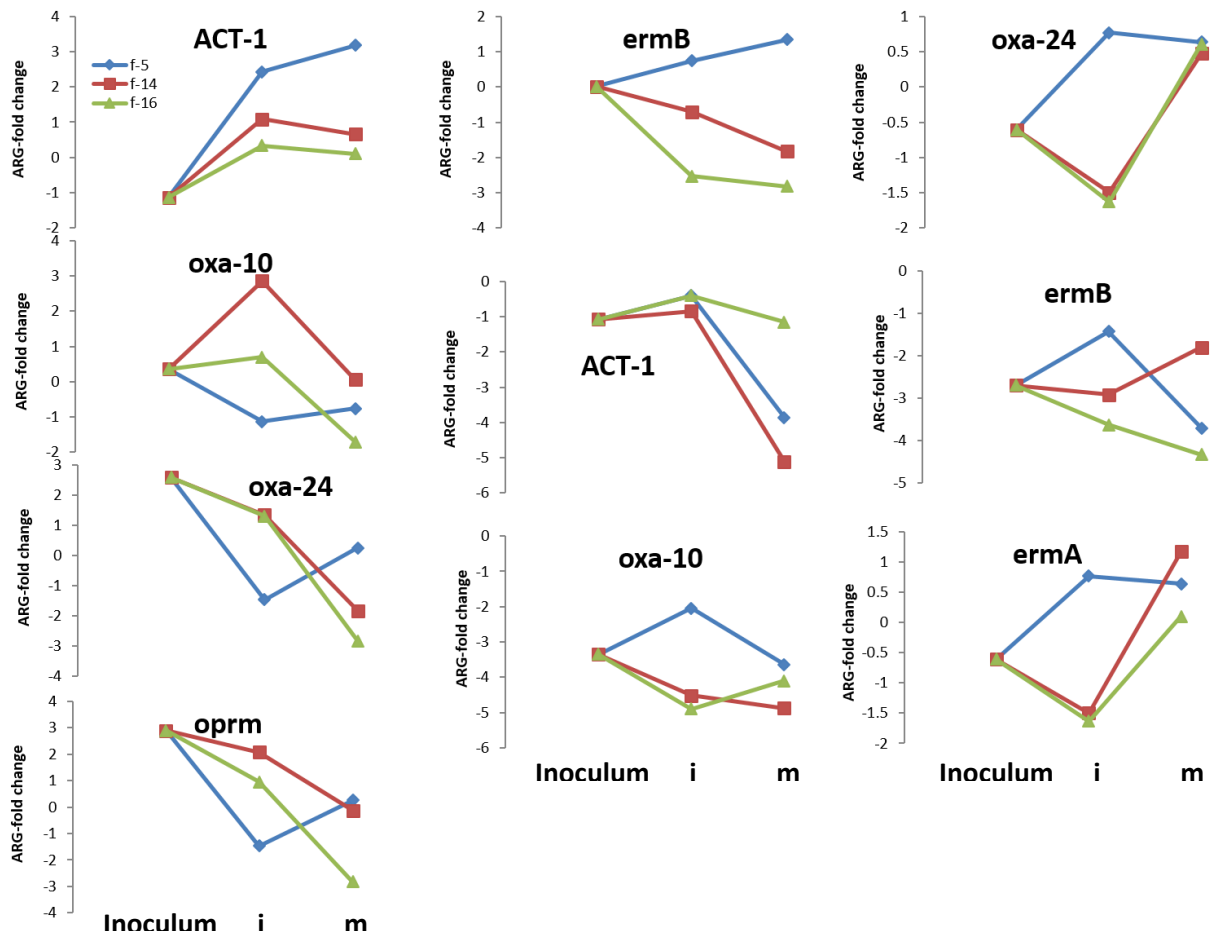 ACT-1
ARG-fold change
4
3
2
1
0
-1
-2
f-5
f-14
f-16
oxa-10
ARG-fold change
4
3
2
1
0
-1
-2
oxa-24
ARG-fold change
3
2
1
0
-1
-2
-3
-4
oprm
ARG-fold change
4
3
2
1
0
-1
-2
-3
-4
Inoculum i m
ermB
ARG-fold change
2
1
0
-1
-2
-3
-4
ACT-1
ARG-fold change
0
-1
-2
-3
-4
-5
-6
oxa-10
ARG-fold change
0
-1
-2
-3
-4
-5
-6
Inoculum i m
oxa-24
ARG-fold change
1
0.5
0
-0.5
-1
-1.5
-2
ermB
ARG-fold change
0
-1
-2
-3
-4
-5
ermA
ARG-fold change
1.5
1
0.5
0
-0.5
-1
-1.5
-2
Inoculum i m